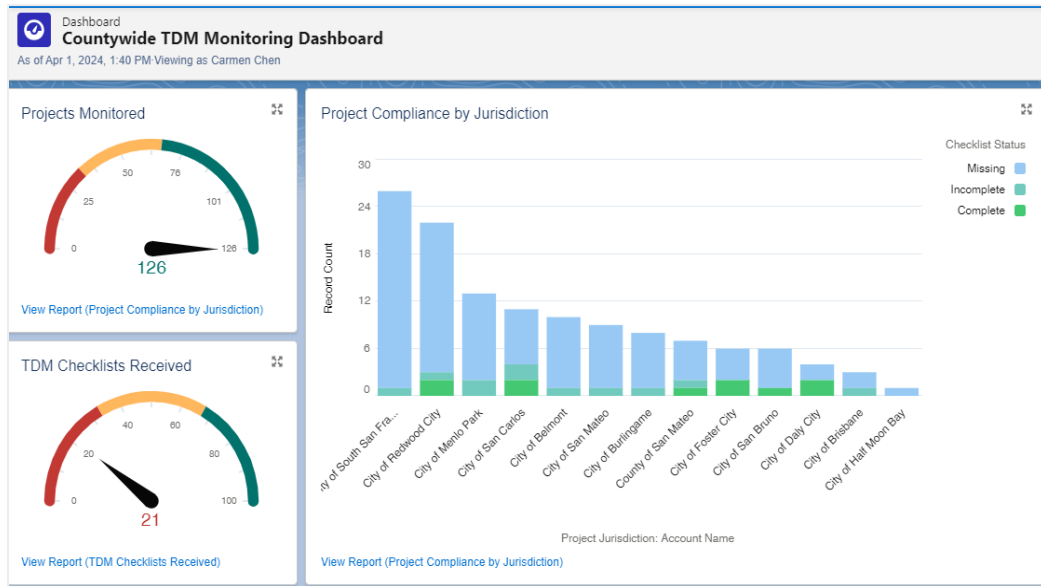 Dashboard
Countywide TDM Monitoring Dashboard
As of Apr 1, 2024, 1:40 PM·Viewing as Carmen Chen
Projects Monitored
0
25
50
76
101
126
126
View Report (Project Compliance by Jurisdiction)
TDM Checklists Received
0
20
40
60
80
100
21
View Report (TDM Checklists Received)
Project Compliance by Jurisdiction
Checklist Status
Missing
Incomplete
Complete
Record Count
30
24
18
12
6
0
ty of South San Fra...
City of Redwood City
City of Menlo Park
City of San Carlos
City of Belmont
City of San Mateo
City of Burlingame
County of San Mateo
City of Foster City
City of San Bruno
City of Daly City
City of Brisbane
City of Half Moon Bay
Project Jurisdiction: Account Name
View Report (Project Compliance by Jurisdiction)